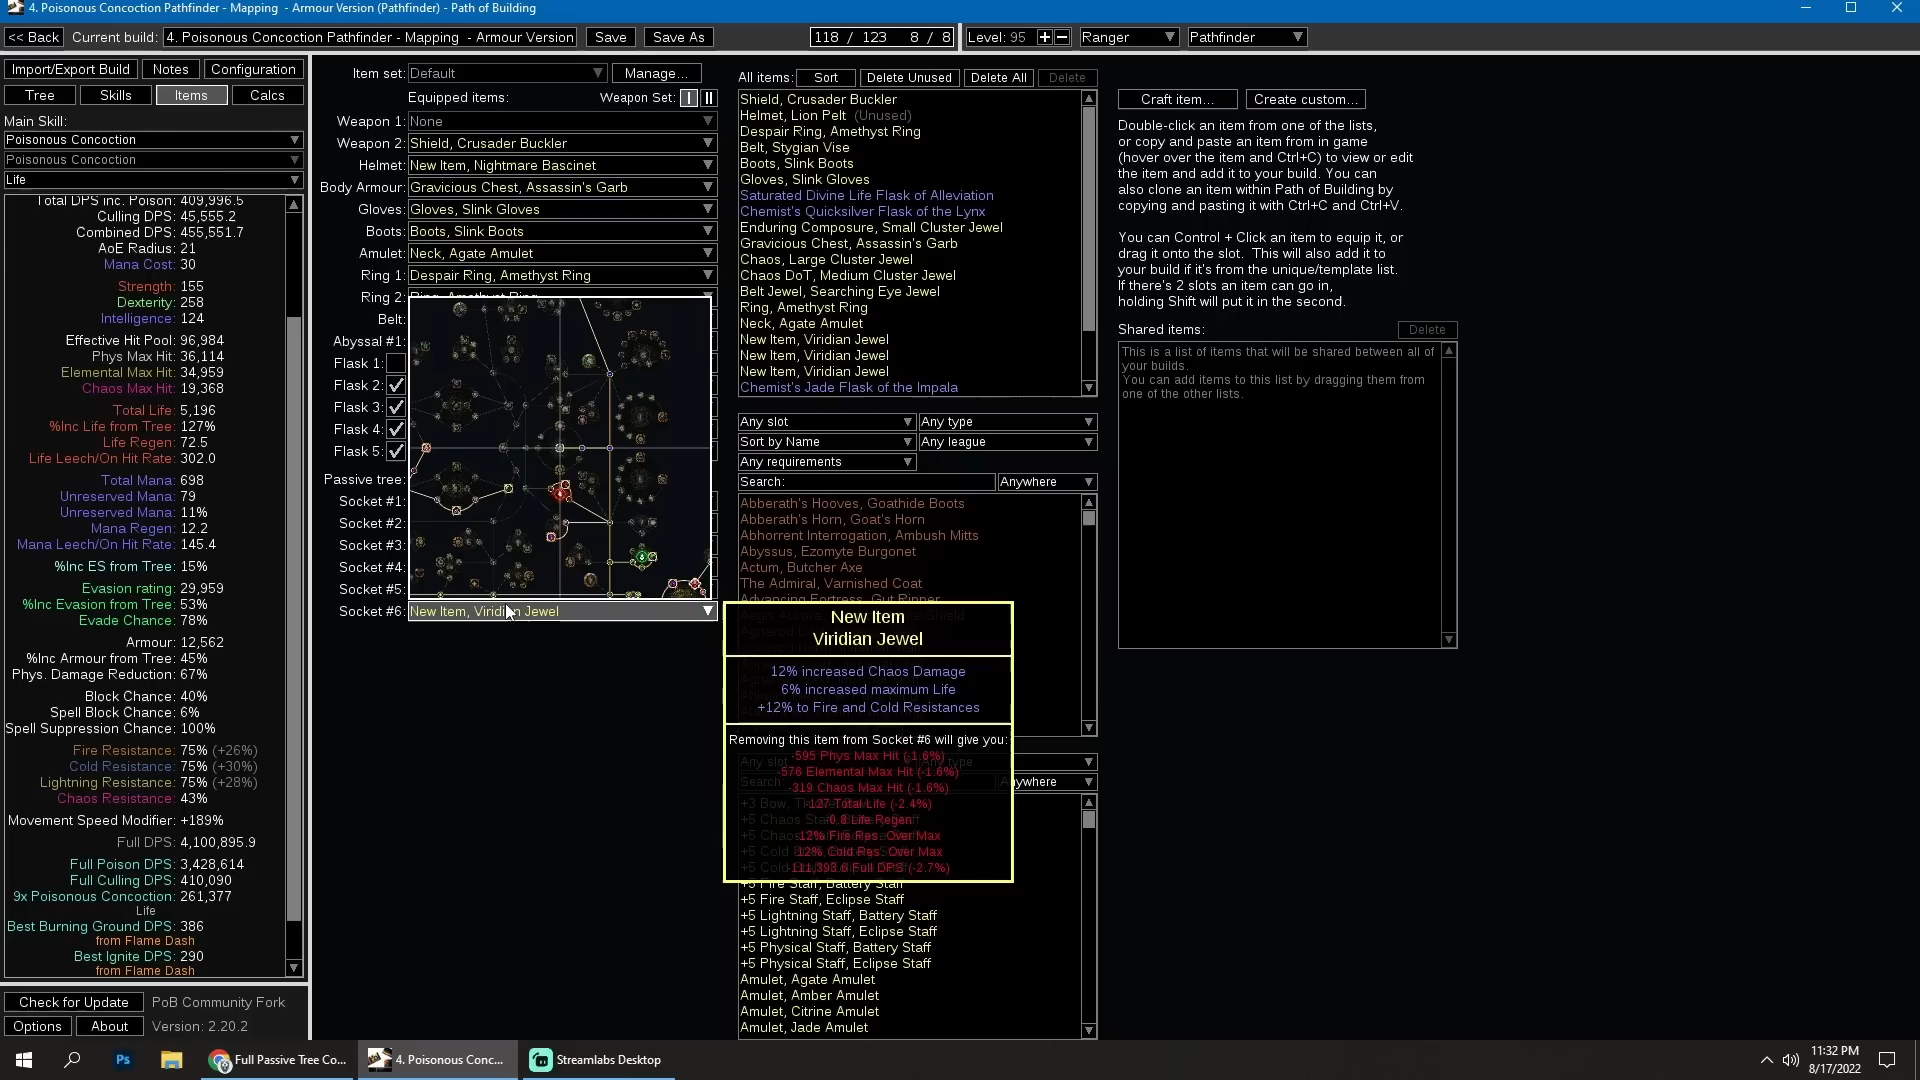 4. Poisonous Concoction Pathfinder - Mapping - Armour Version (Pathfinder) - Path of Building
<< Back
Current build:
4. Poisonous Concoction Pathfinder - Mapping - Armour Version
Save
Save As
118 / 123 8 / 8
Level: 95
Ranger
Pathfinder
Import/Export Build
Notes
Configuration
Tree
Skills
Items
Calcs
Main Skill:
Poisonous Concoction
Poisonous Concoction
Life
Total DPS inc. Poison: 409,996.5
Culling DPS: 45,555.2
Combined DPS: 455,551.7
AoE Radius: 21
Mana Cost: 30
Strength: 155
Dexterity: 258
Intelligence: 124
Effective Hit Pool: 96,984
Phys Max Hit: 36,114
Elemental Max Hit: 34,959
Chaos Max Hit: 19,368
Total Life: 5,196
%Inc Life from Tree: 127%
Life Regen: 72.5
Life Leech/On Hit Rate: 302.0
Total Mana: 698
Unreserved Mana: 79
Unreserved Mana: 11%
Mana Regen: 12.2
Mana Leech/On Hit Rate: 145.4
%Inc ES from Tree: 15%
Evasion rating: 29,959
%Inc Evasion from Tree: 53%
Evade Chance: 78%
Armour: 12,562
%Inc Armour from Tree: 45%
Phys. Damage Reduction: 67%
Block Chance: 40%
Spell Block Chance: 6%
Spell Suppression Chance: 100%
Fire Resistance: 75% (+26%)
Cold Resistance: 75% (+30%)
Lightning Resistance: 75% (+28%)
Chaos Resistance: 43%
Movement Speed Modifier: +189%
Full DPS: 4,100,895.9
Full Poison DPS: 3,428,614
Full Culling DPS: 410,090
9x Poisonous Concoction: 261,377
Life
Best Burning Ground DPS: 386
from Flame Dash
Best Ignite DPS: 290
from Flame Dash
Check for Update
PoB Community Fork
Options
About
Version: 2.20.2
Item set: Default
Manage...
Equipped items:
Weapon Set: I II
Weapon 1: None
Weapon 2: Shield, Crusader Buckler
Helmet: New Item, Nightmare Bascinet
Body Armour: Gravicious Chest, Assassin's Garb
Gloves: Gloves, Slink Gloves
Boots: Boots, Slink Boots
Amulet: Neck, Agate Amulet
Ring 1: Despair Ring, Amethyst Ring
Ring 2: Ring, Amethyst Ring
Belt:
Abyssal #1:
Flask 1:
Flask 2:
Flask 3:
Flask 4:
Flask 5:
Passive tree:
Socket #1:
Socket #2:
Socket #3:
Socket #4:
Socket #5:
Socket #6: New Item, Viridian Jewel
All items:
Sort
Delete Unused
Delete All
Delete
Shield, Crusader Buckler
Helmet, Lion Pelt (Unused)
Despair Ring, Amethyst Ring
Belt, Stygian Vise
Boots, Slink Boots
Gloves, Slink Gloves
Saturated Divine Life Flask of Alleviation
Chemist's Quicksilver Flask of the Lynx
Enduring Composure, Small Cluster Jewel
Gravicious Chest, Assassin's Garb
Chaos, Large Cluster Jewel
Chaos DoT, Medium Cluster Jewel
Belt Jewel, Searching Eye Jewel
Ring, Amethyst Ring
Neck, Agate Amulet
New Item, Viridian Jewel
New Item, Viridian Jewel
New Item, Viridian Jewel
Chemist's Jade Flask of the Impala
Any slot
Any type
Sort by Name
Any league
Any requirements
Search:
Anywhere
Abberath's Hooves, Goathide Boots
Abberath's Horn, Goat's Horn
Abhorrent Interrogation, Ambush Mitts
Abyssus, Ezomyte Burgonet
Actum, Butcher Axe
The Admiral, Varnished Coat
Advancing Fortress, Gut Ripper
New Item
Viridian Jewel
12% increased Chaos Damage
6% increased maximum Life
+12% to Fire and Cold Resistances
Removing this item from Socket #6 will give you:
-595 Phys Max Hit (-1.6%)
-576 Elemental Max Hit (-1.6%)
-319 Chaos Max Hit (-1.6%)
-127 Total Life (-2.4%)
-0.8 Life Regen
-12% Fire Res. Over Max
-12% Cold Res. Over Max
-111,393.6 Full DPS (-2.7%)
Any slot
Any type
Search:
Anywhere
+3 Bow,
+5 Chaos Staff,
+5 Chaos
+5 Cold
+5 Cold
+5 Fire Staff, Battery Staff
+5 Fire Staff, Eclipse Staff
+5 Lightning Staff, Battery Staff
+5 Lightning Staff, Eclipse Staff
+5 Physical Staff, Battery Staff
+5 Physical Staff, Eclipse Staff
Amulet, Agate Amulet
Amulet, Amber Amulet
Amulet, Citrine Amulet
Amulet, Jade Amulet
Craft item...
Create custom...
Double-click an item from one of the lists,
or copy and paste an item from in game
(hover over the item and Ctrl+C) to view or edit
the item and add it to your build. You can
also clone an item within Path of Building by
copying and pasting it with Ctrl+C and Ctrl+V.
You can Control + Click an item to equip it, or
drag it onto the slot. This will also add it to
your build if it's from the unique/template list.
If there's 2 slots an item can go in,
holding Shift will put it in the second.
Shared items:
Delete
This is a list of items that will be shared between all of
your builds.
You can add items to this list by dragging them from
one of the other lists.
Ps
Full Passive Tree Co...
4. Poisonous Conc...
Streamlabs Desktop
11:32 PM
8/17/2022